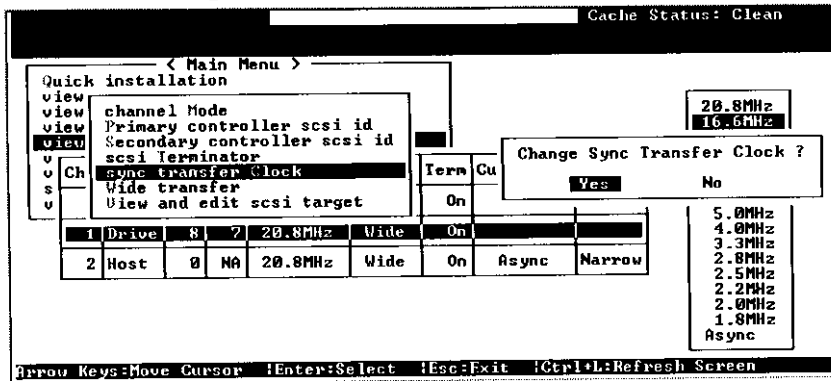 Cache Status: Clean
< Main Menu >
Quick installation
view
view
view
view
v
v
s
v
channel Mode
Primary controller scsi id
Secondary controller scsi id
scsi Terminator
sync transfer Clock
Wide transfer
View and edit scsi target
Ch Term Cu
On
1 Drive 8 7 20.8MHz Wide On
2 Host 0 NA 20.8MHz Wide On Async Narrow
20.8MHz
16.6MHz
Change Sync Transfer Clock ?
Yes No
5.0MHz
4.0MHz
3.3MHz
2.8MHz
2.5MHz
2.2MHz
2.0MHz
1.8MHz
Async
Arrow Keys:Move Cursor |Enter:Select |Esc:Exit |Ctrl+L:Refresh Screen